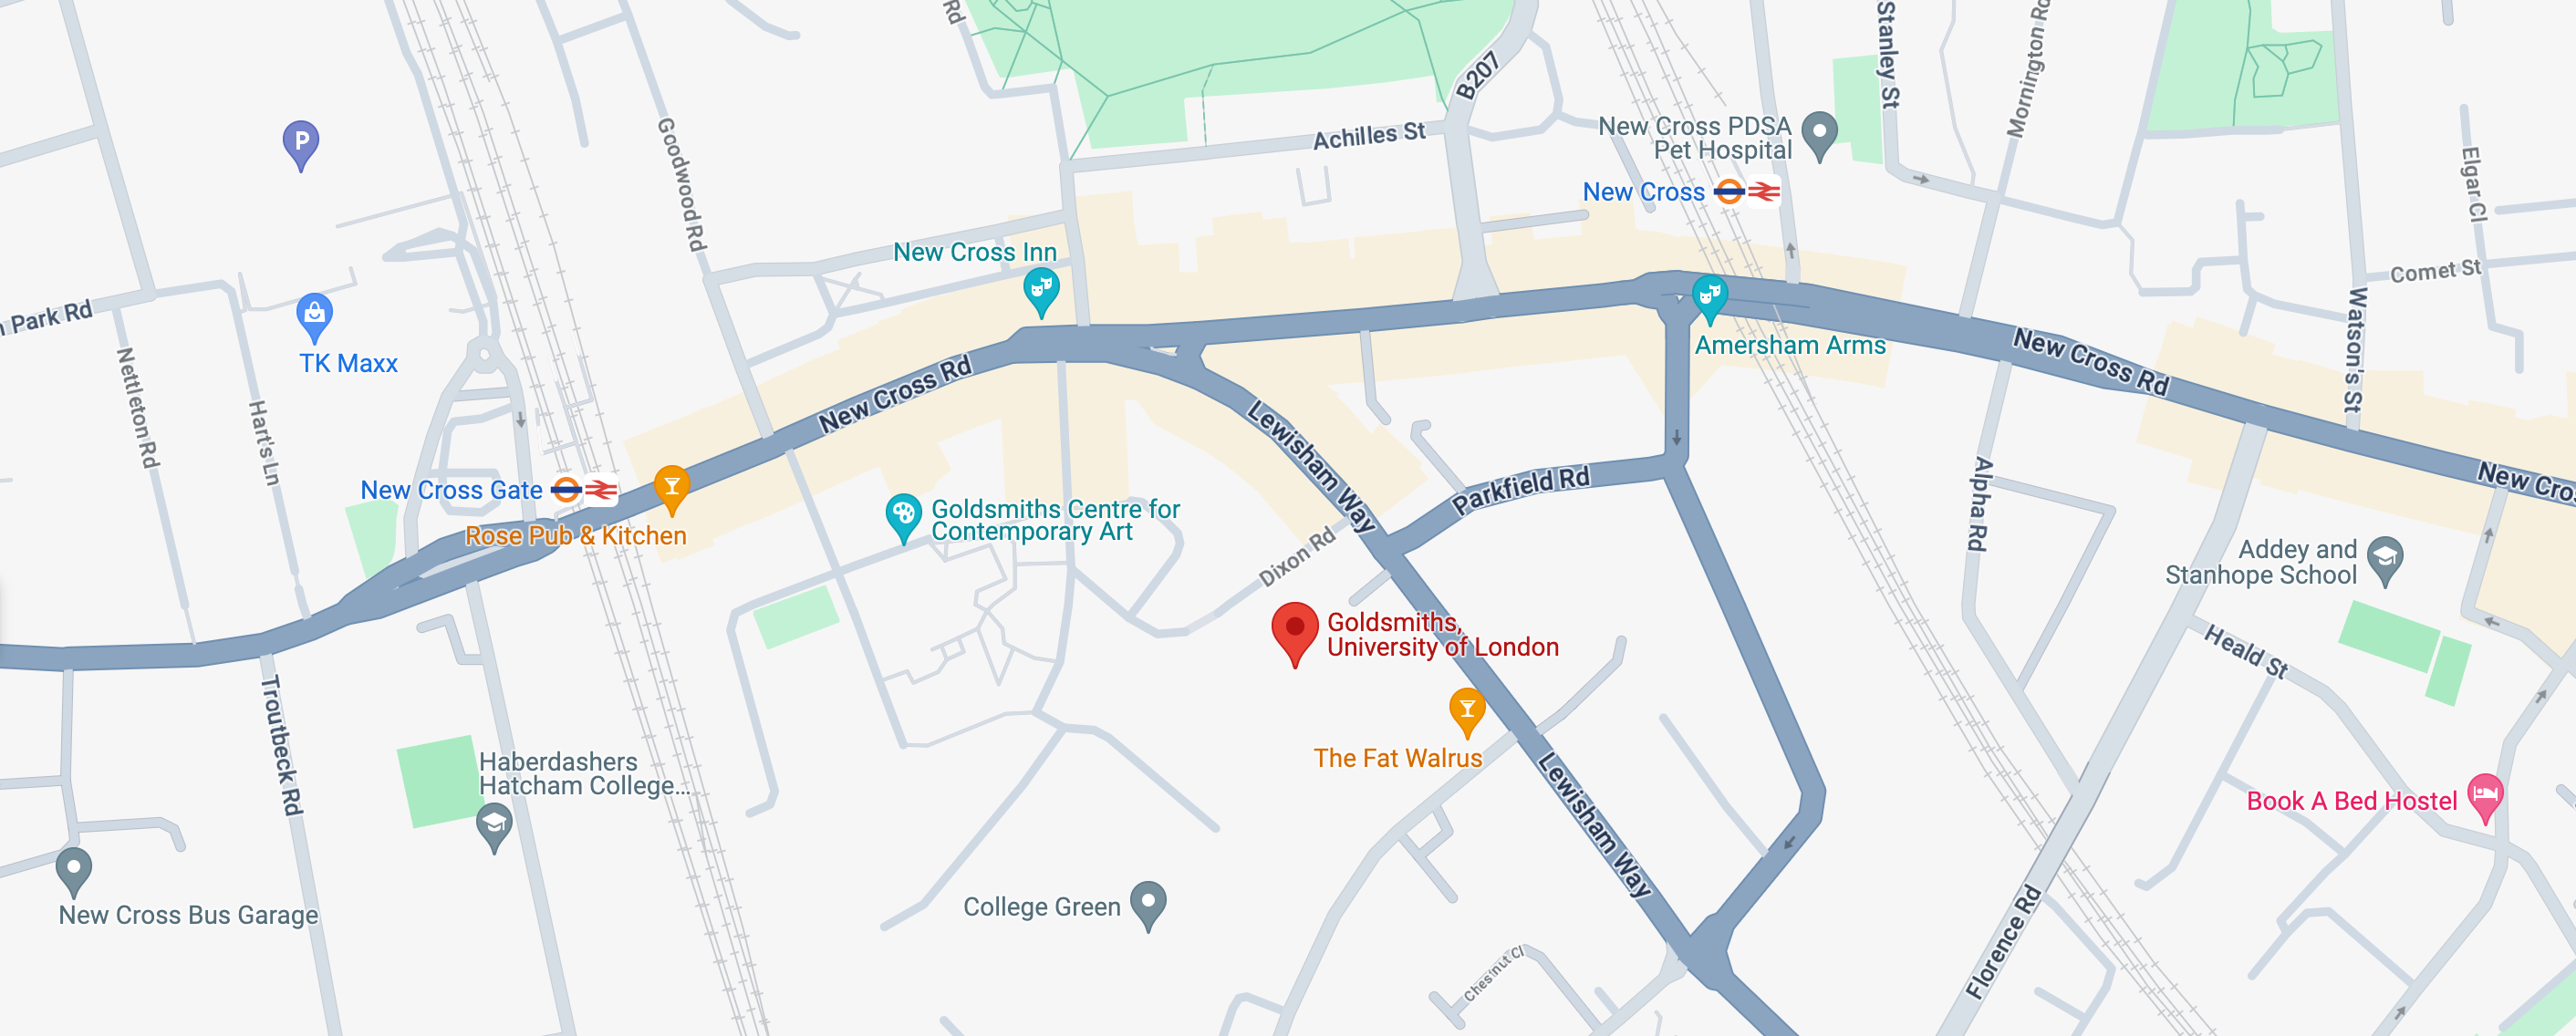 Rd
B207
Stanley St
Mornington Rd
Goodwood Rd
Achilles St
New Cross PDSA
Pet Hospital
P
Elgar Cl
New Cross
New Cross Inn
Comet St
Park Rd
TK Maxx
Amersham Arms
New Cross Rd
Watson's St
Nettleton Rd
Hart's Ln
New Cross Rd
Lewisham Way
New Cross Gate
Rose Pub & Kitchen
Goldsmiths Centre for
Contemporary Art
Parkfield Rd
Alpha Rd
New Cros
Dixon Rd
Addey and
Stanhope School
Goldsmiths,
University of London
Heald St
Troutbeck Rd
The Fat Walrus
Haberdashers
Hatcham College...
Lewisham Way
Book A Bed Hostel
New Cross Bus Garage
College Green
Florence Rd
Chestnut Cl